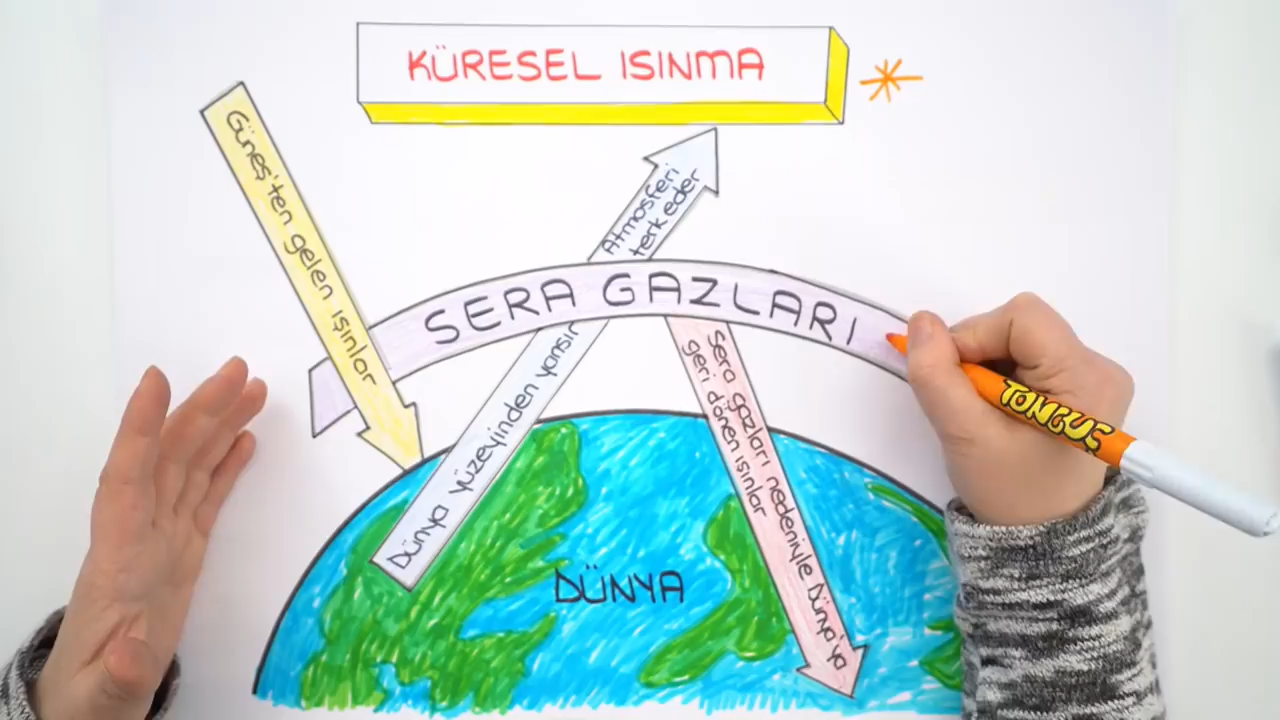 KÜRESEL ISINMA
Güneş'ten gelen ışınlar
Atmosferi
terk eder
SERA GAZLARI
Dünya yüzeyinden yansır
Sera gazları nedeniyle Dünya'ya
geri dönen ışınlar
DÜNYA
TONGUÇ